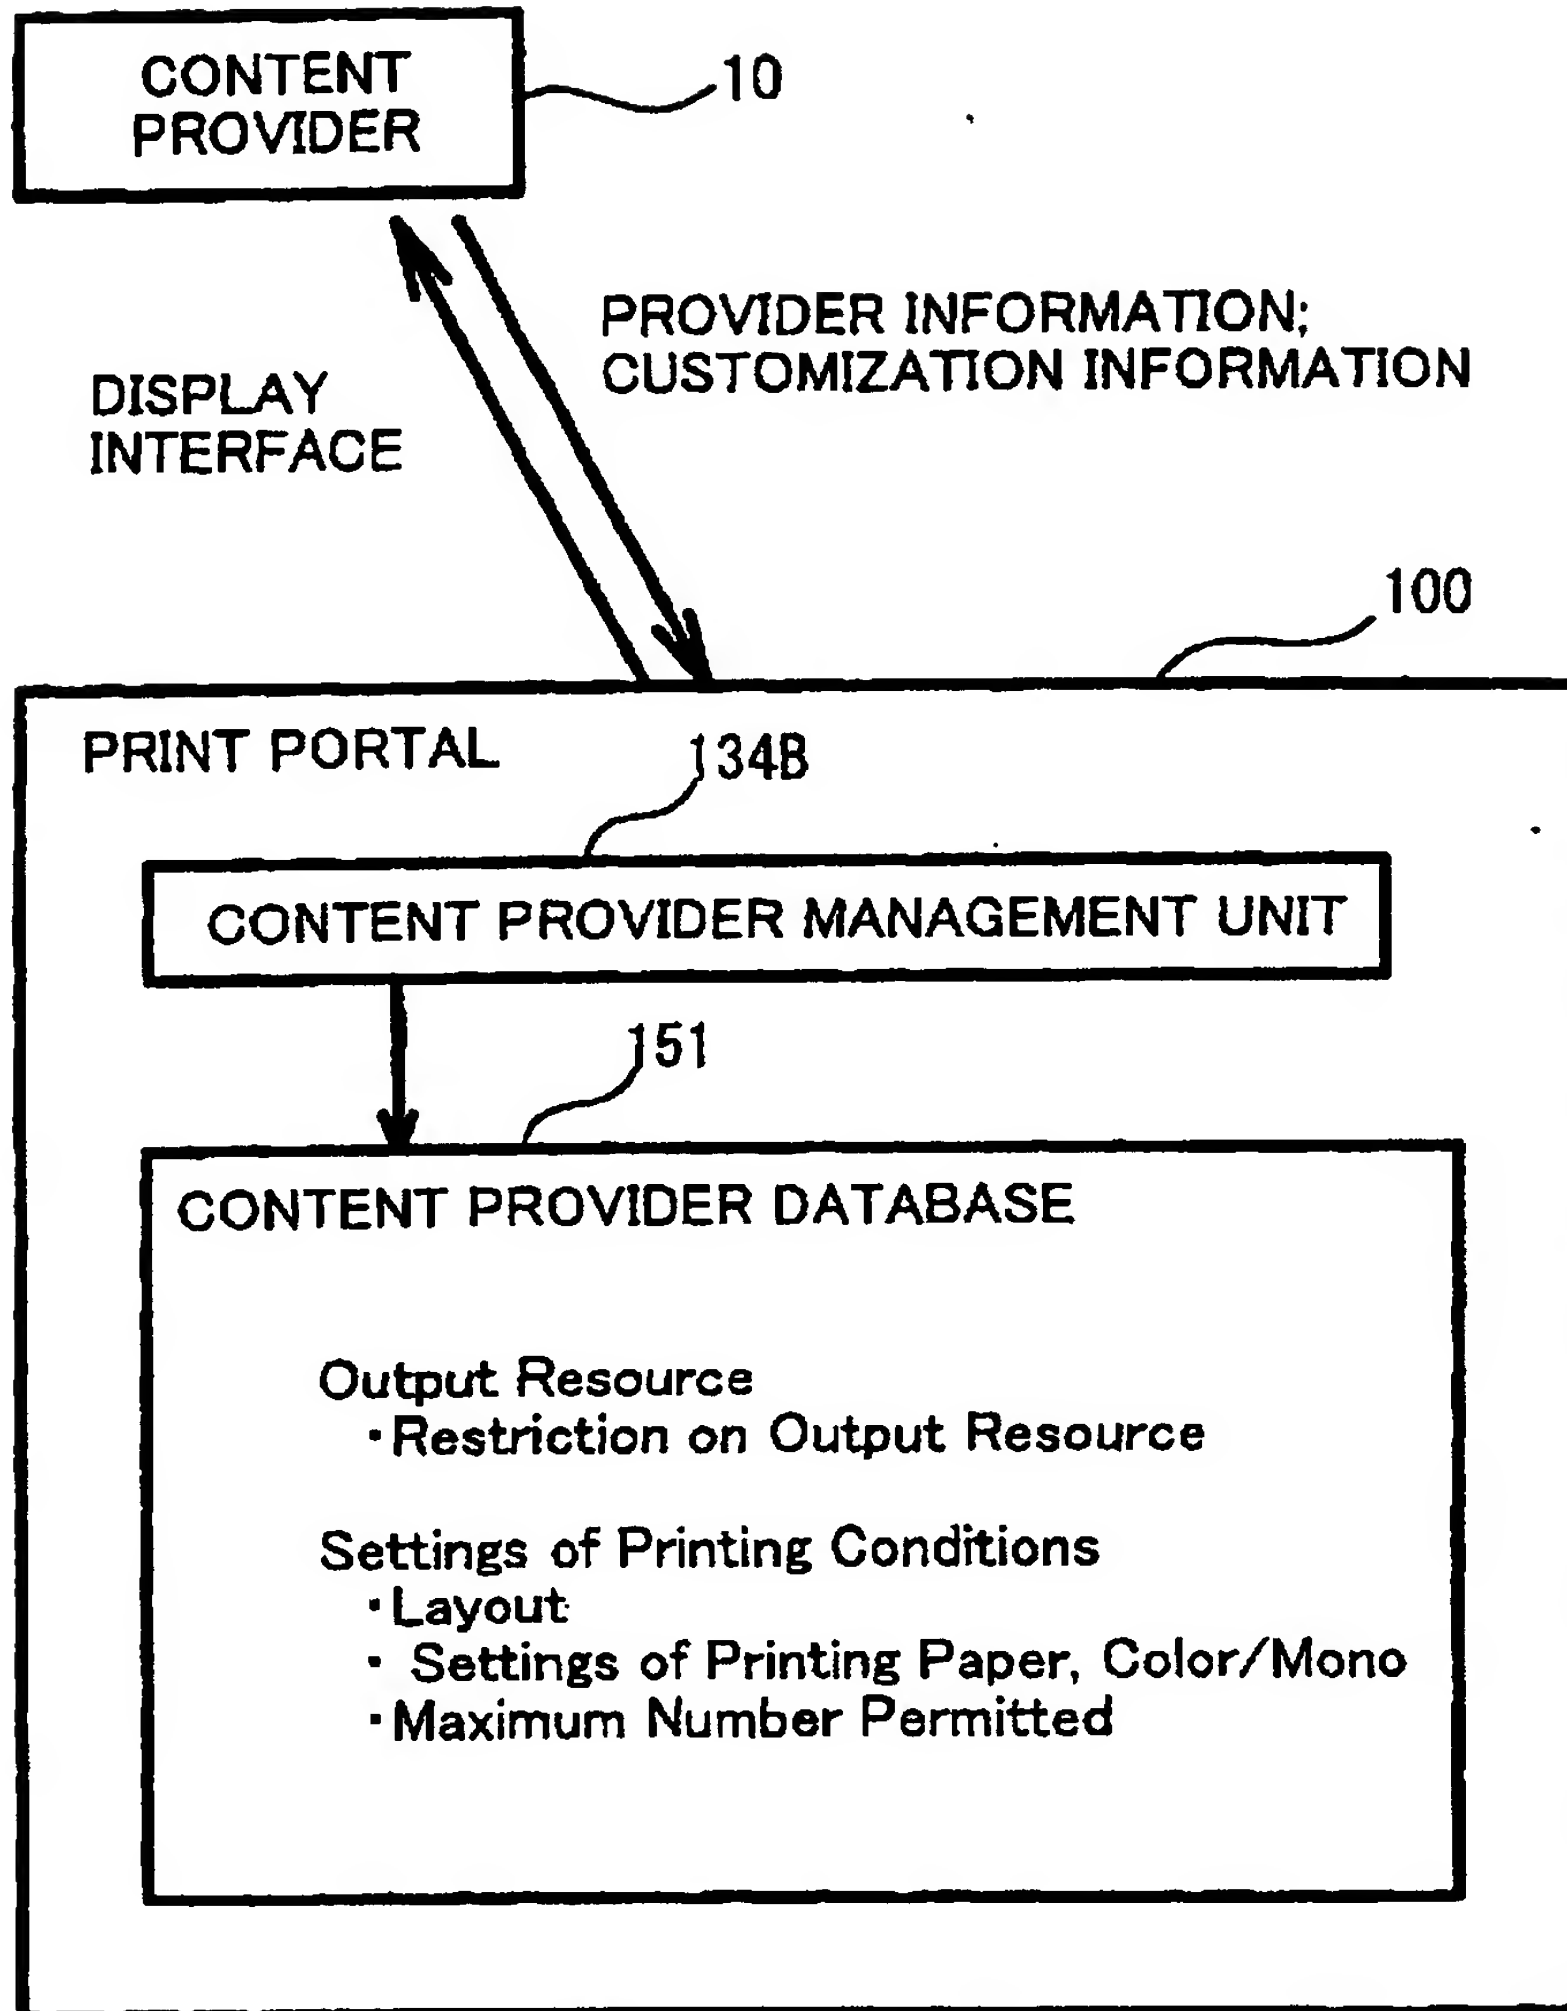 CONTENT
PROVIDER
10
PROVIDER INFORMATION;
CUSTOMIZATION INFORMATION
DISPLAY
INTERFACE
100
PRINT PORTAL
134B
CONTENT PROVIDER MANAGEMENT UNIT
151
CONTENT PROVIDER DATABASE
Output Resource
・Restriction on Output Resource
Settings of Printing Conditions
・Layout
・ Settings of Printing Paper, Color/Mono
・Maximum Number Permitted